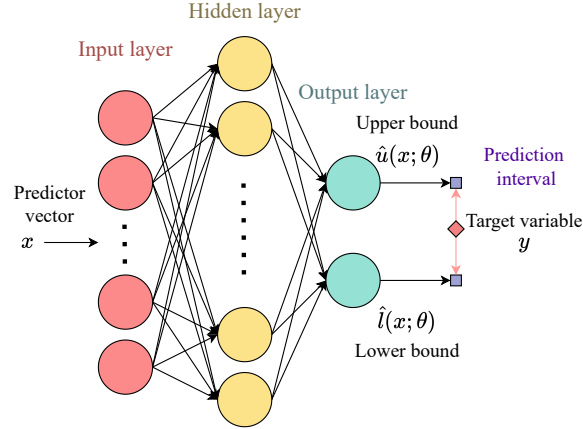 Hidden layer
Input layer
Output layer
Upper bound
û(x; θ)
Prediction
interval
Predictor
vector
x
Target variable
y
l̂(x; θ)
Lower bound